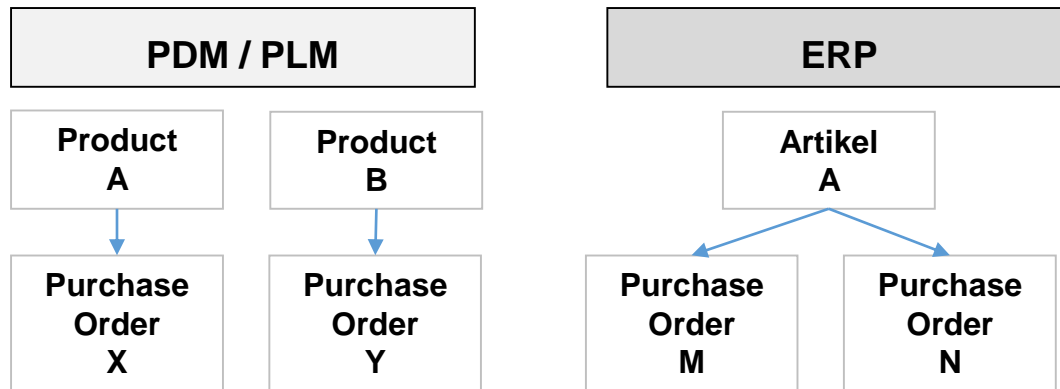 PDM / PLM
ERP
Product
A
Product
B
Artikel
A
Purchase
Order
X
Purchase
Order
Y
Purchase
Order
M
Purchase
Order
N